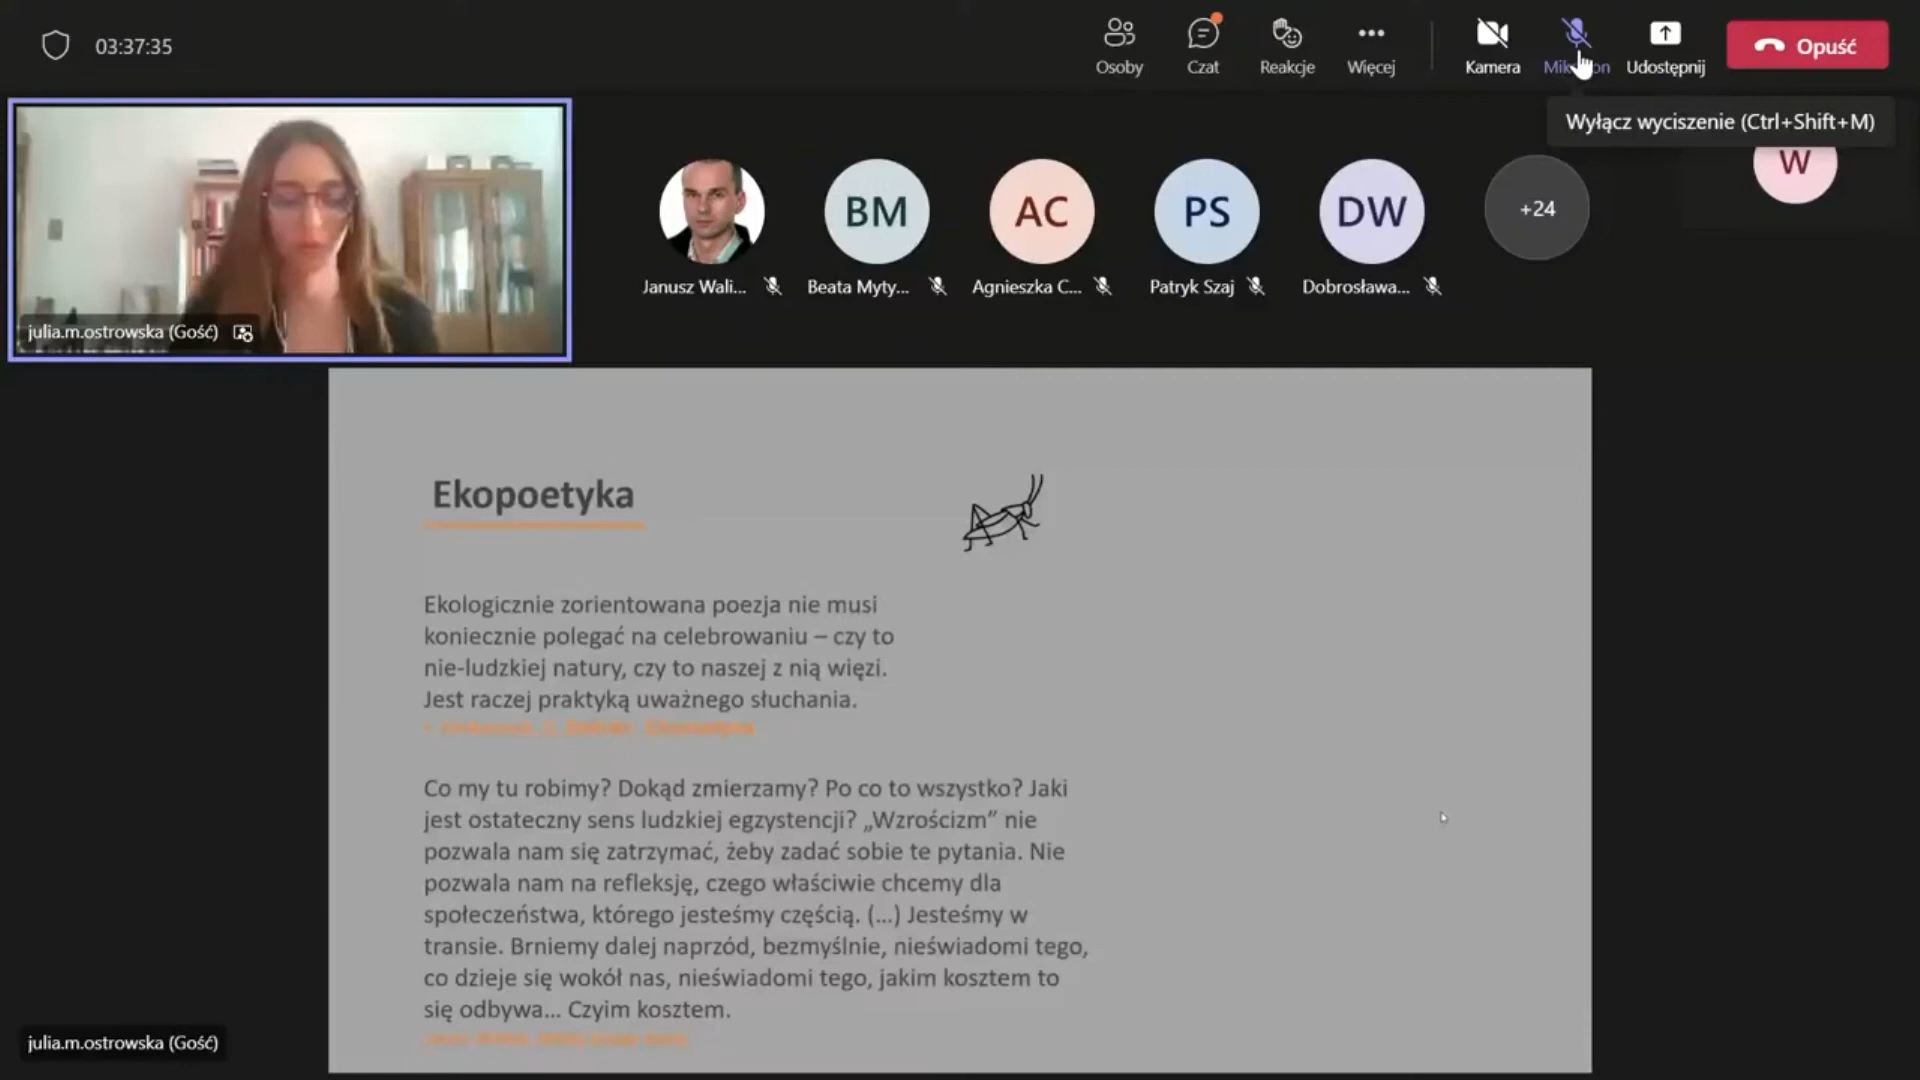 03:37:35
Osoby
Czat
Reakcje
Więcej
Kamera
Udostępnij
Opuść
Wyłącz wyciszenie (Ctrl+Shift+M)
W
BM
AC
PS
DW
+24
Janusz Wali...
Beata Myty...
Agnieszka C...
Patryk Szaj
Dobrosława...
julia.m.ostrowska (Gość)
Ekopoetyka
Ekologicznie zorientowana poezja nie musi
koniecznie polegać na celebrowaniu – czy to
nie-ludzkiej natury, czy to naszej z nią więzi.
Jest raczej praktyką uważnego słuchania.
Co my tu robimy? Dokąd zmierzamy? Po co to wszystko? Jaki
jest ostateczny sens ludzkiej egzystencji? „Wzrościzm” nie
pozwala nam się zatrzymać, żeby zadać sobie te pytania. Nie
pozwala nam na refleksję, czego właściwie chcemy dla
społeczeństwa, którego jesteśmy częścią. (...) Jesteśmy w
transie. Brniemy dalej naprzód, bezmyślnie, nieświadomi tego,
co dzieje się wokół nas, nieświadomi tego, jakim kosztem to
się odbywa... Czyim kosztem.
julia.m.ostrowska (Gość)